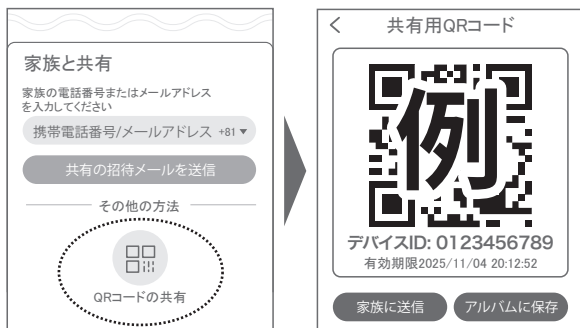 家族と共有
家族の電話番号またはメールアドレス
を入力してください
携帯電話番号/メールアドレス +81▼
共有の招待メールを送信
その他の方法
QRコードの共有
共有用QRコード
例
デバイスID: 0123456789
有効期限2025/11/04 20:12:52
家族に送信
アルバムに保存